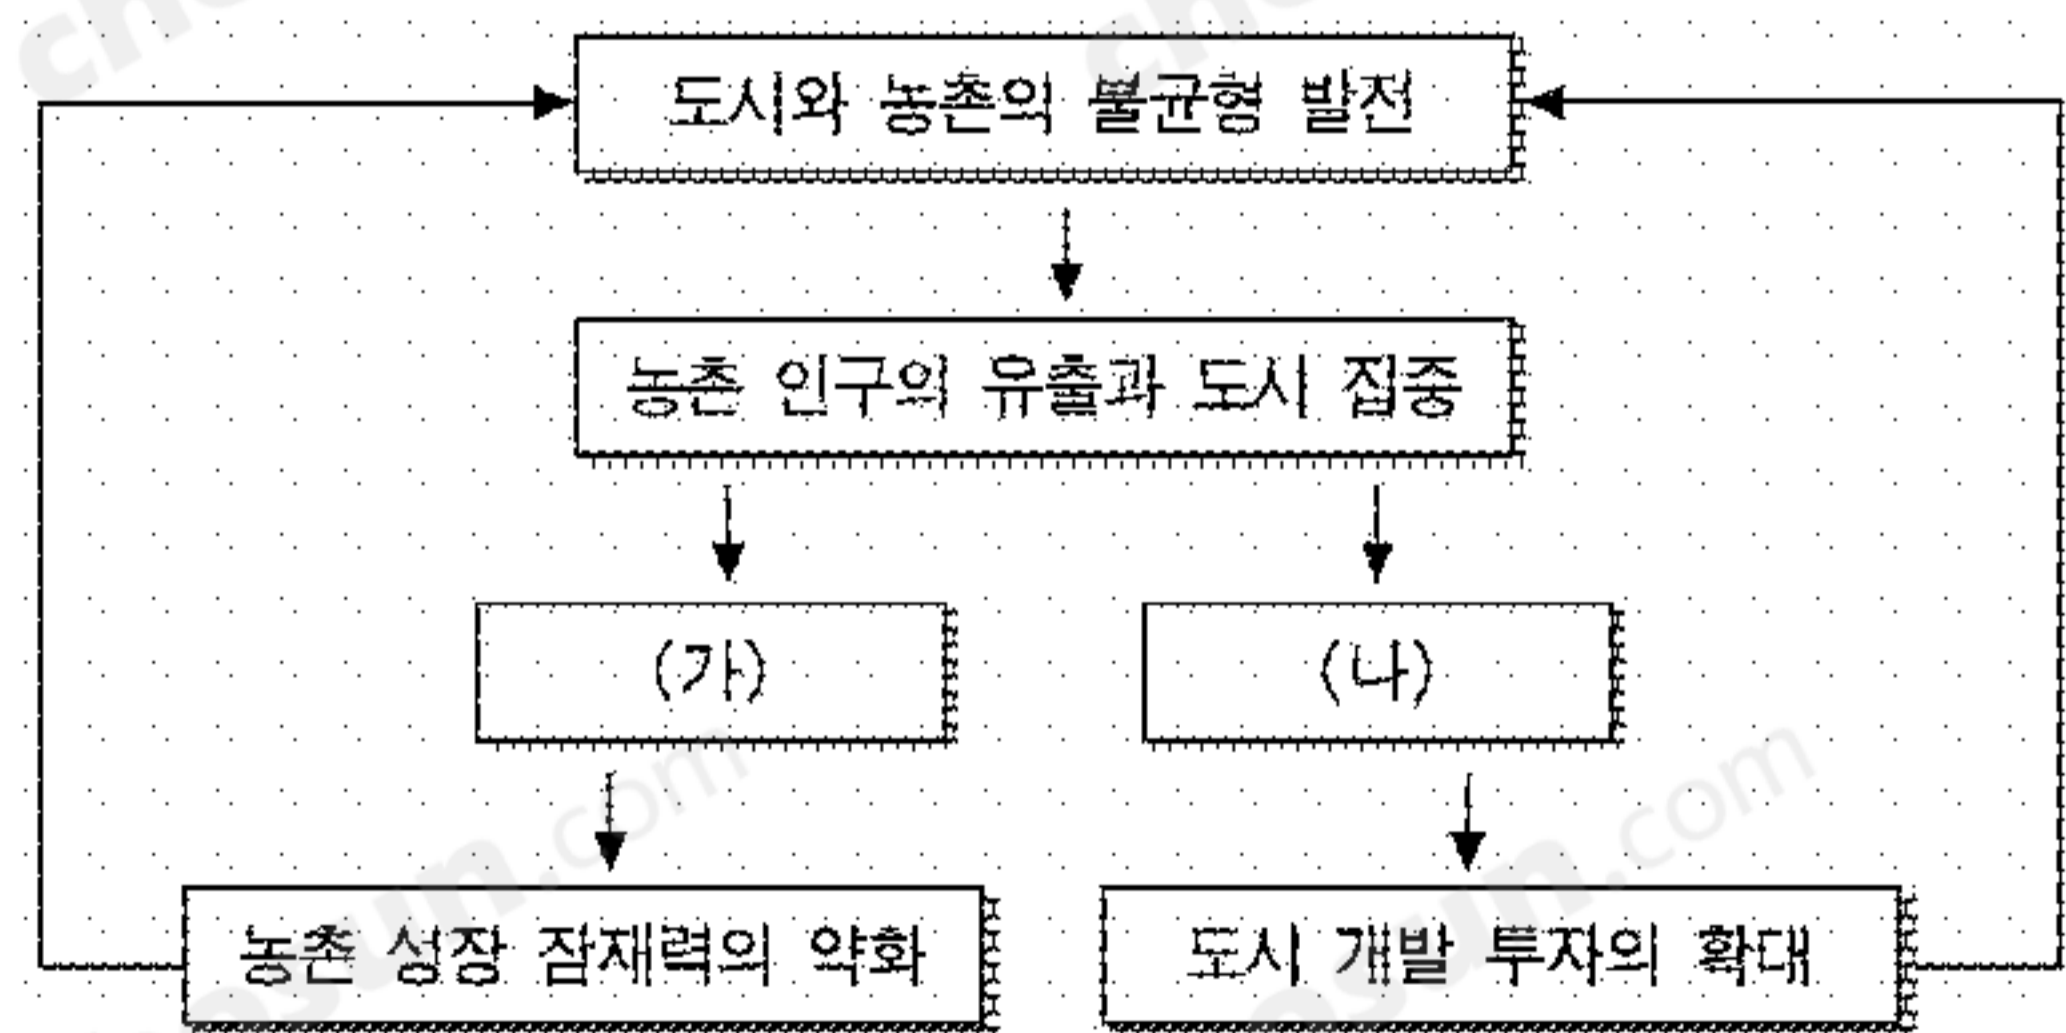 도시와 농촌의 불균형 발전
농촌 인구의 유출과 도시 집중
(가) (나)
농촌 성장 잠재력의 약화 도시 개발 투자의 확대